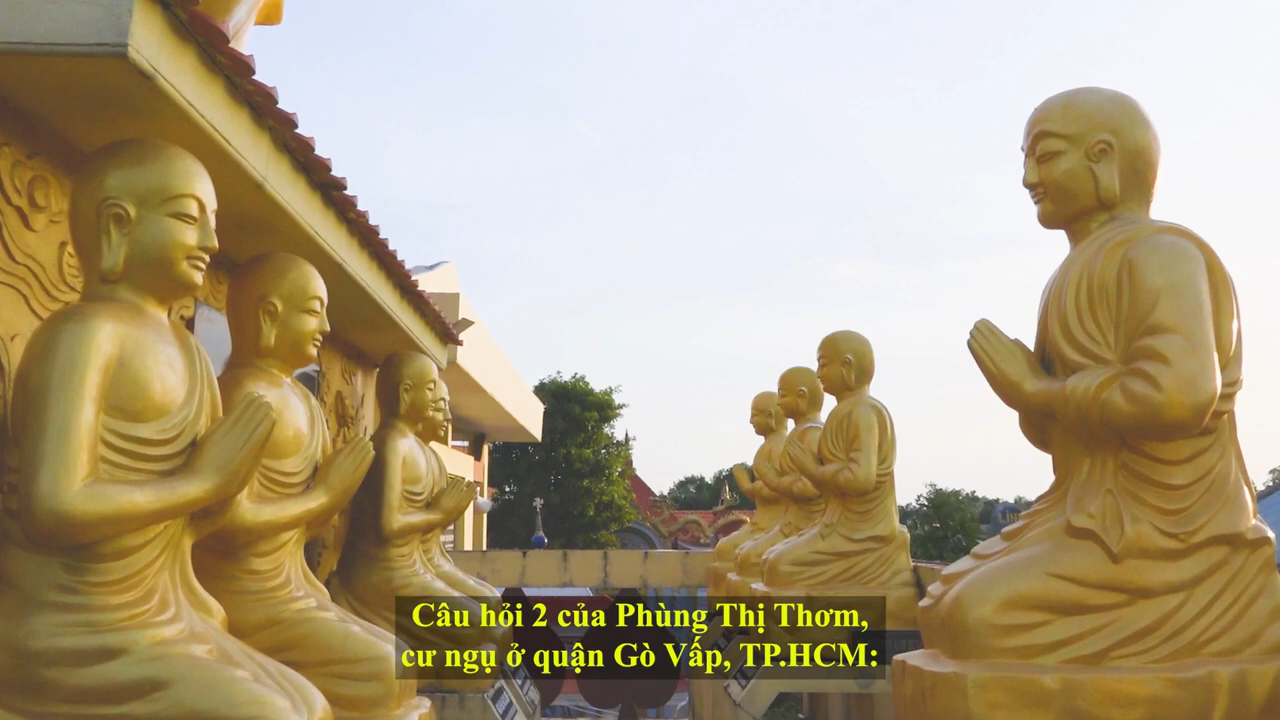 Câu hỏi 2 của Phùng Thị Thơm,
cư ngụ ở quận Gò Vấp, TP.HCM: